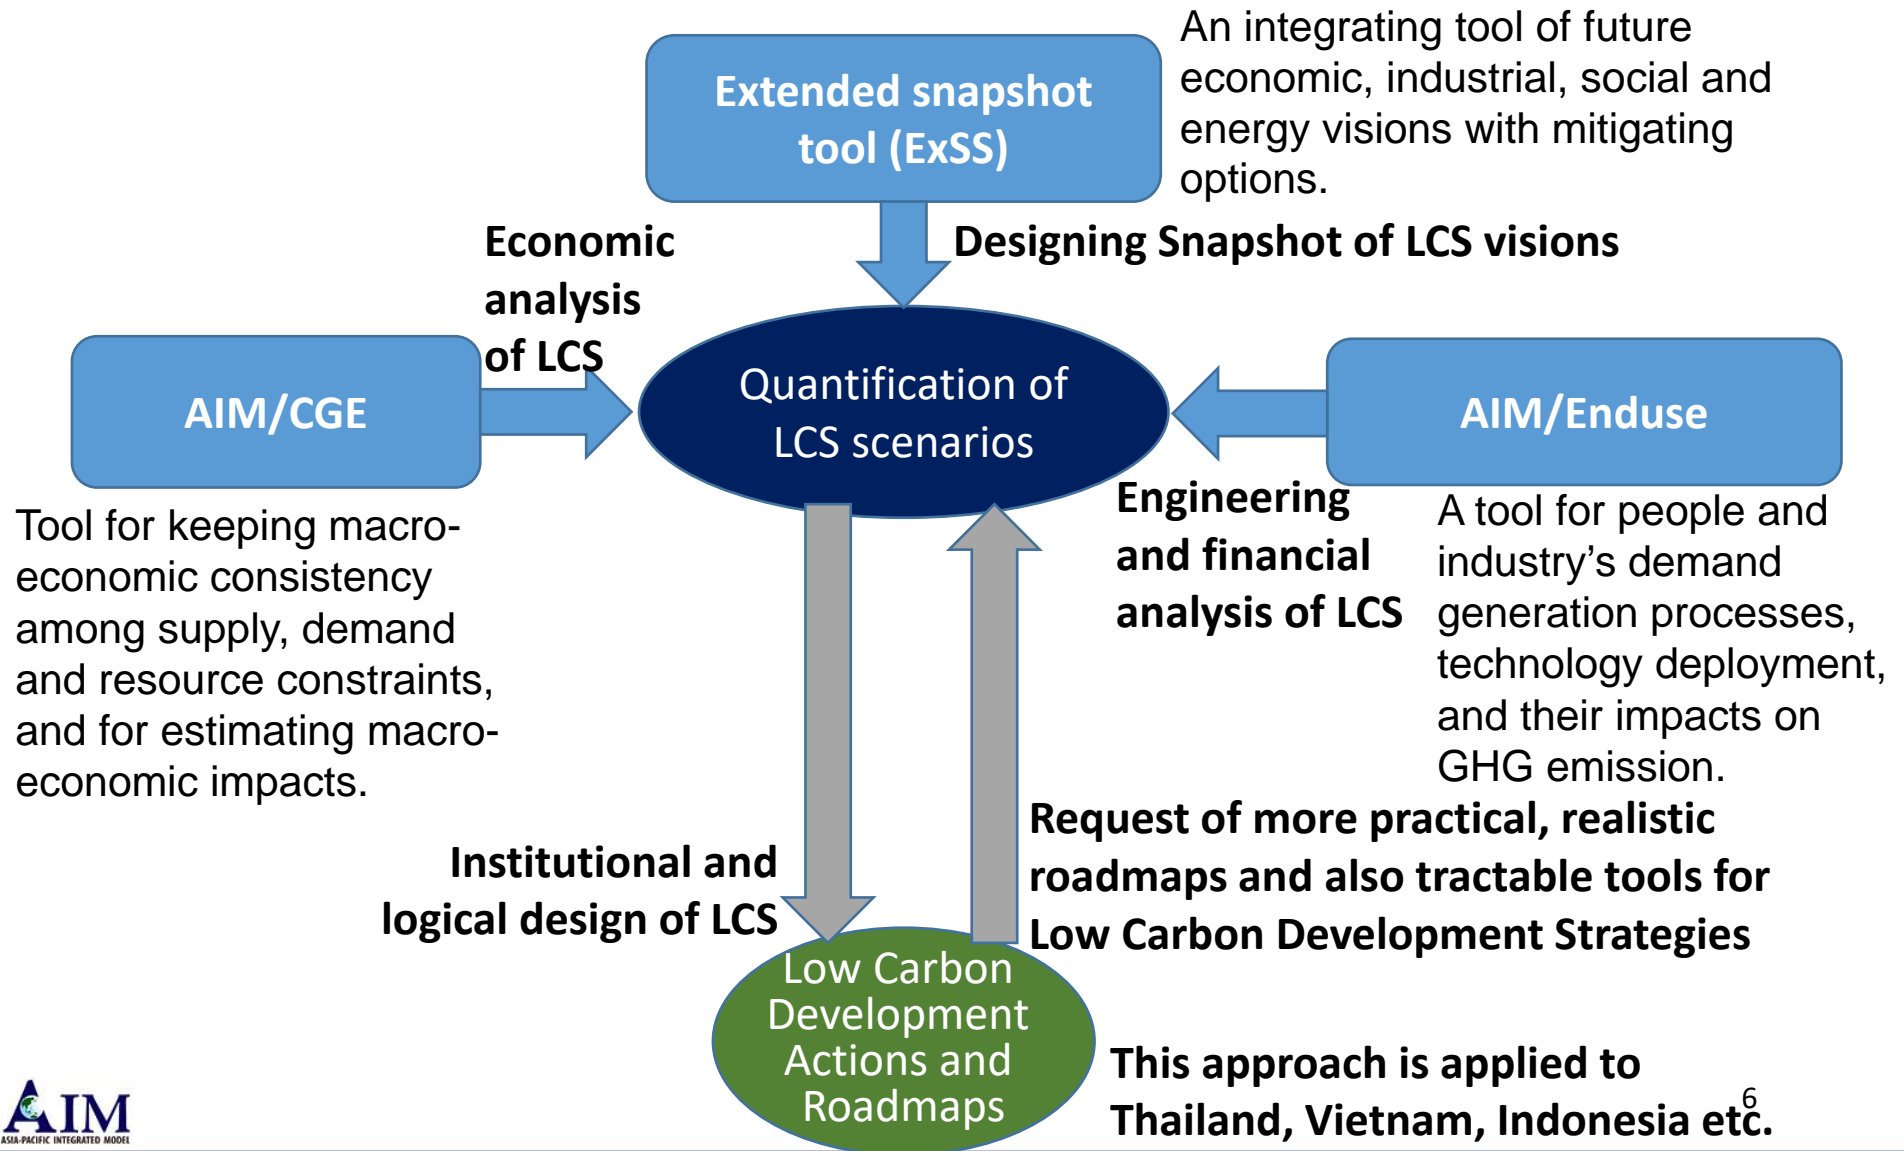 An integrating tool of future
economic, industrial, social and
energy visions with mitigating
options.
Extended snapshot
tool (ExSS)
Economic
analysis
of LCS
Designing Snapshot of LCS visions
AIM/CGE
Quantification of
LCS scenarios
AIM/Enduse
Tool for keeping macro-
economic consistency
among supply, demand
and resource constraints,
and for estimating macro-
economic impacts.
Engineering
and financial
analysis of LCS
A tool for people and
industry’s demand
generation processes,
technology deployment,
and their impacts on
GHG emission.
Institutional and
logical design of LCS
Request of more practical, realistic
roadmaps and also tractable tools for
Low Carbon Development Strategies
Low Carbon
Development
Actions and
Roadmaps
This approach is applied to
Thailand, Vietnam, Indonesia etc.
6
AIM
ASIA-PACIFIC INTEGRATED MODEL